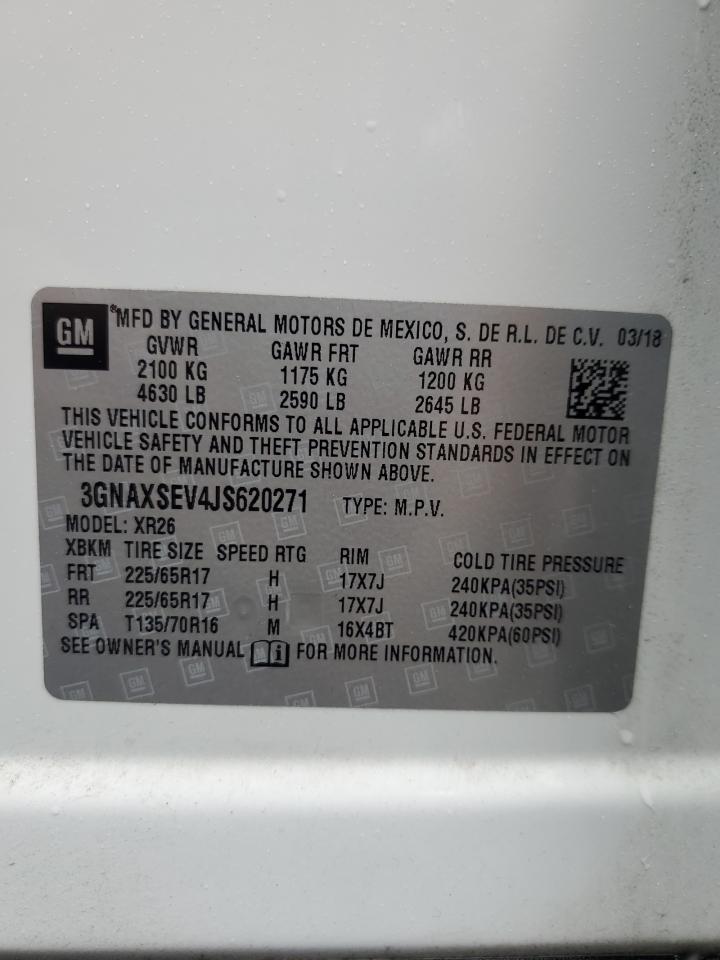 GM
*MFD BY GENERAL MOTORS DE MEXICO, S. DE R.L. DE C.V. 03/18
GVWR GAWR FRT GAWR RR
2100 KG 1175 KG 1200 KG
4630 LB 2590 LB 2645 LB
THIS VEHICLE CONFORMS TO ALL APPLICABLE U.S. FEDERAL MOTOR
VEHICLE SAFETY AND THEFT PREVENTION STANDARDS IN EFFECT ON
THE DATE OF MANUFACTURE SHOWN ABOVE.
3GNAXSEV4JS620271 TYPE: M.P.V.
MODEL: XR26
XBKM TIRE SIZE SPEED RTG RIM COLD TIRE PRESSURE
FRT 225/65R17 H 17X7J 240KPA(35PSI)
RR 225/65R17 H 17X7J 240KPA(35PSI)
SPA T135/70R16 M 16X4BT 420KPA(60PSI)
SEE OWNER'S MANUAL i FOR MORE INFORMATION.